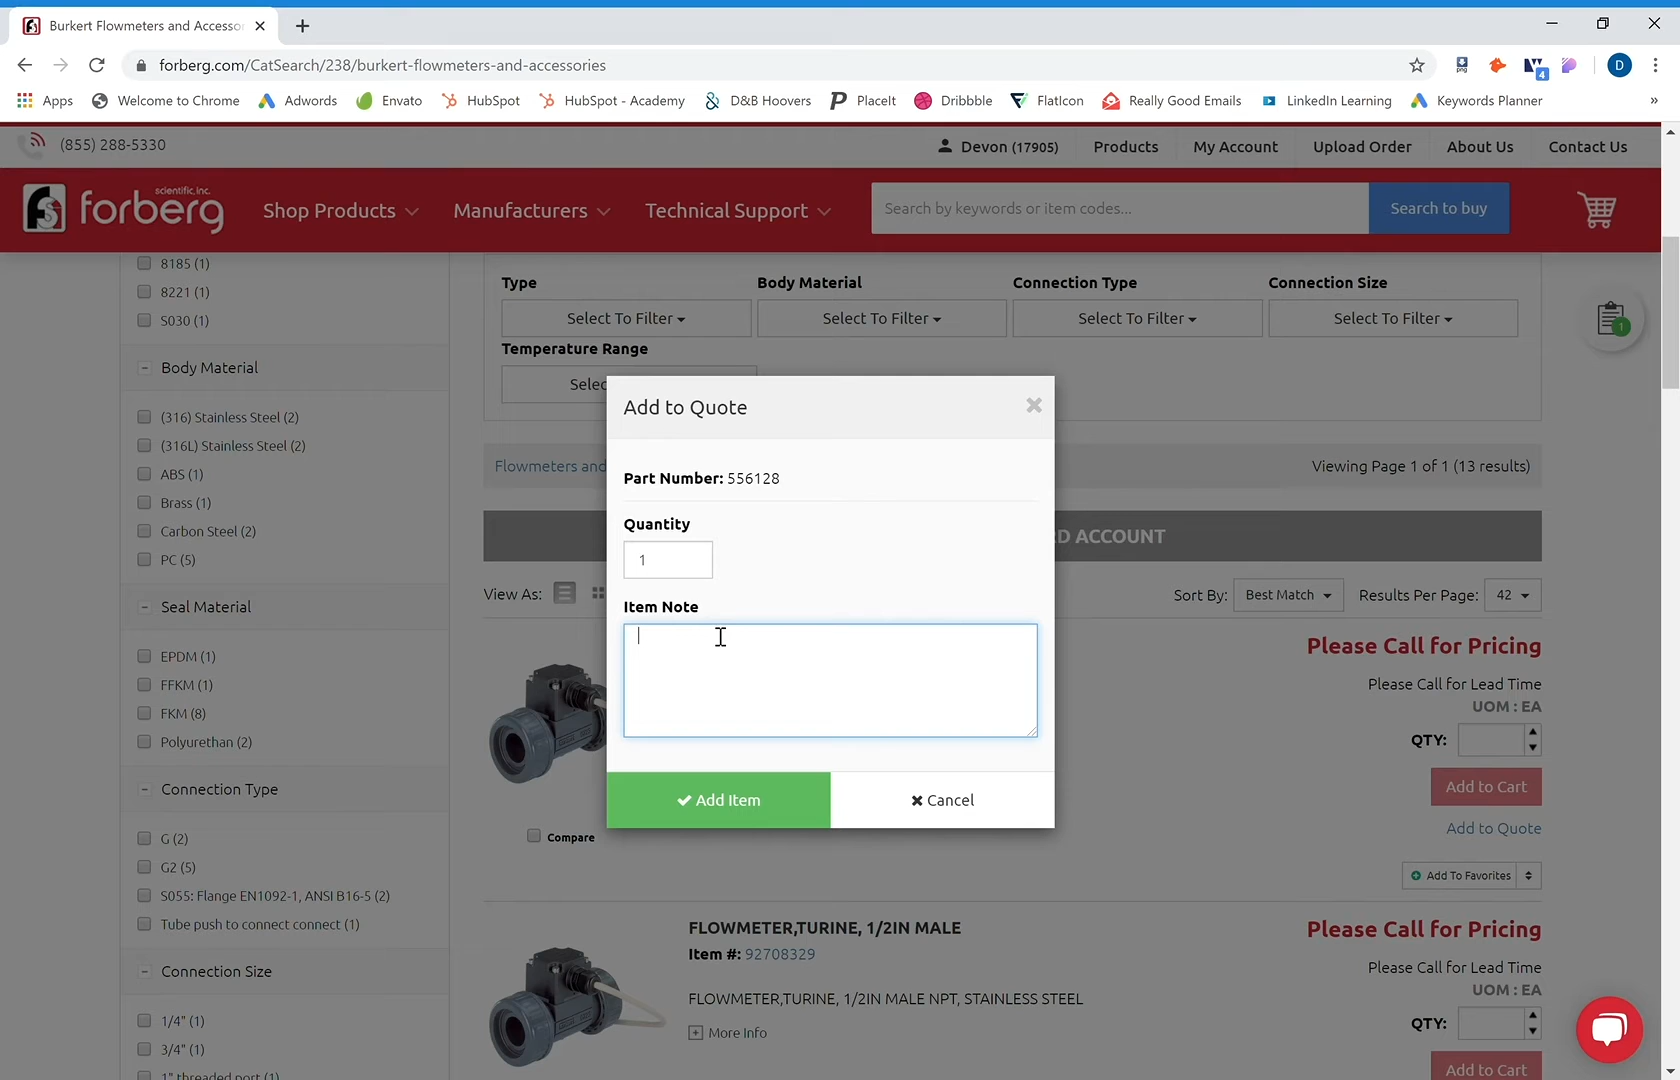 Burkert Flowmeters and Accessor
forberg.com/CatSearch/238/burkert-flowmeters-and-accessories
png
4
D
Apps
Welcome to Chrome
Adwords
Envato
HubSpot
HubSpot - Academy
D&B Hoovers
PlaceIt
Dribbble
FlatIcon
Really Good Emails
LinkedIn Learning
Keywords Planner
»
(855) 288-5330
Devon (17905)
Products
My Account
Upload Order
About Us
Contact Us
scientific, inc.
forberg
Shop Products
Manufacturers
Technical Support
Search by keywords or item codes...
Search to buy
8185 (1)
8221 (1)
S030 (1)
Body Material
(316) Stainless Steel (2)
(316L) Stainless Steel (2)
ABS (1)
Brass (1)
Carbon Steel (2)
PC (5)
Seal Material
EPDM (1)
FFKM (1)
FKM (8)
Polyurethan (2)
Connection Type
G (2)
G2 (5)
S055: Flange EN1092-1, ANSI B16-5 (2)
Tube push to connect connect (1)
Connection Size
1/4" (1)
3/4" (1)
1" threaded port (1)
Type
Body Material
Connection Type
Connection Size
Select To Filter
Select To Filter
Select To Filter
Select To Filter
Temperature Range
Selec
1
Flowmeters and
Viewing Page 1 of 1 (13 results)
D ACCOUNT
View As:
Sort By:
Best Match
Results Per Page:
42
Add to Quote
Part Number: 556128
Quantity
1
Item Note
Add Item
Cancel
Please Call for Pricing
Please Call for Lead Time
UOM : EA
QTY:
Add to Cart
Add to Quote
Add To Favorites
Compare
FLOWMETER,TURINE, 1/2IN MALE
Item #: 92708329
FLOWMETER,TURINE, 1/2IN MALE NPT, STAINLESS STEEL
More Info
Please Call for Pricing
Please Call for Lead Time
UOM : EA
QTY:
Add to Cart